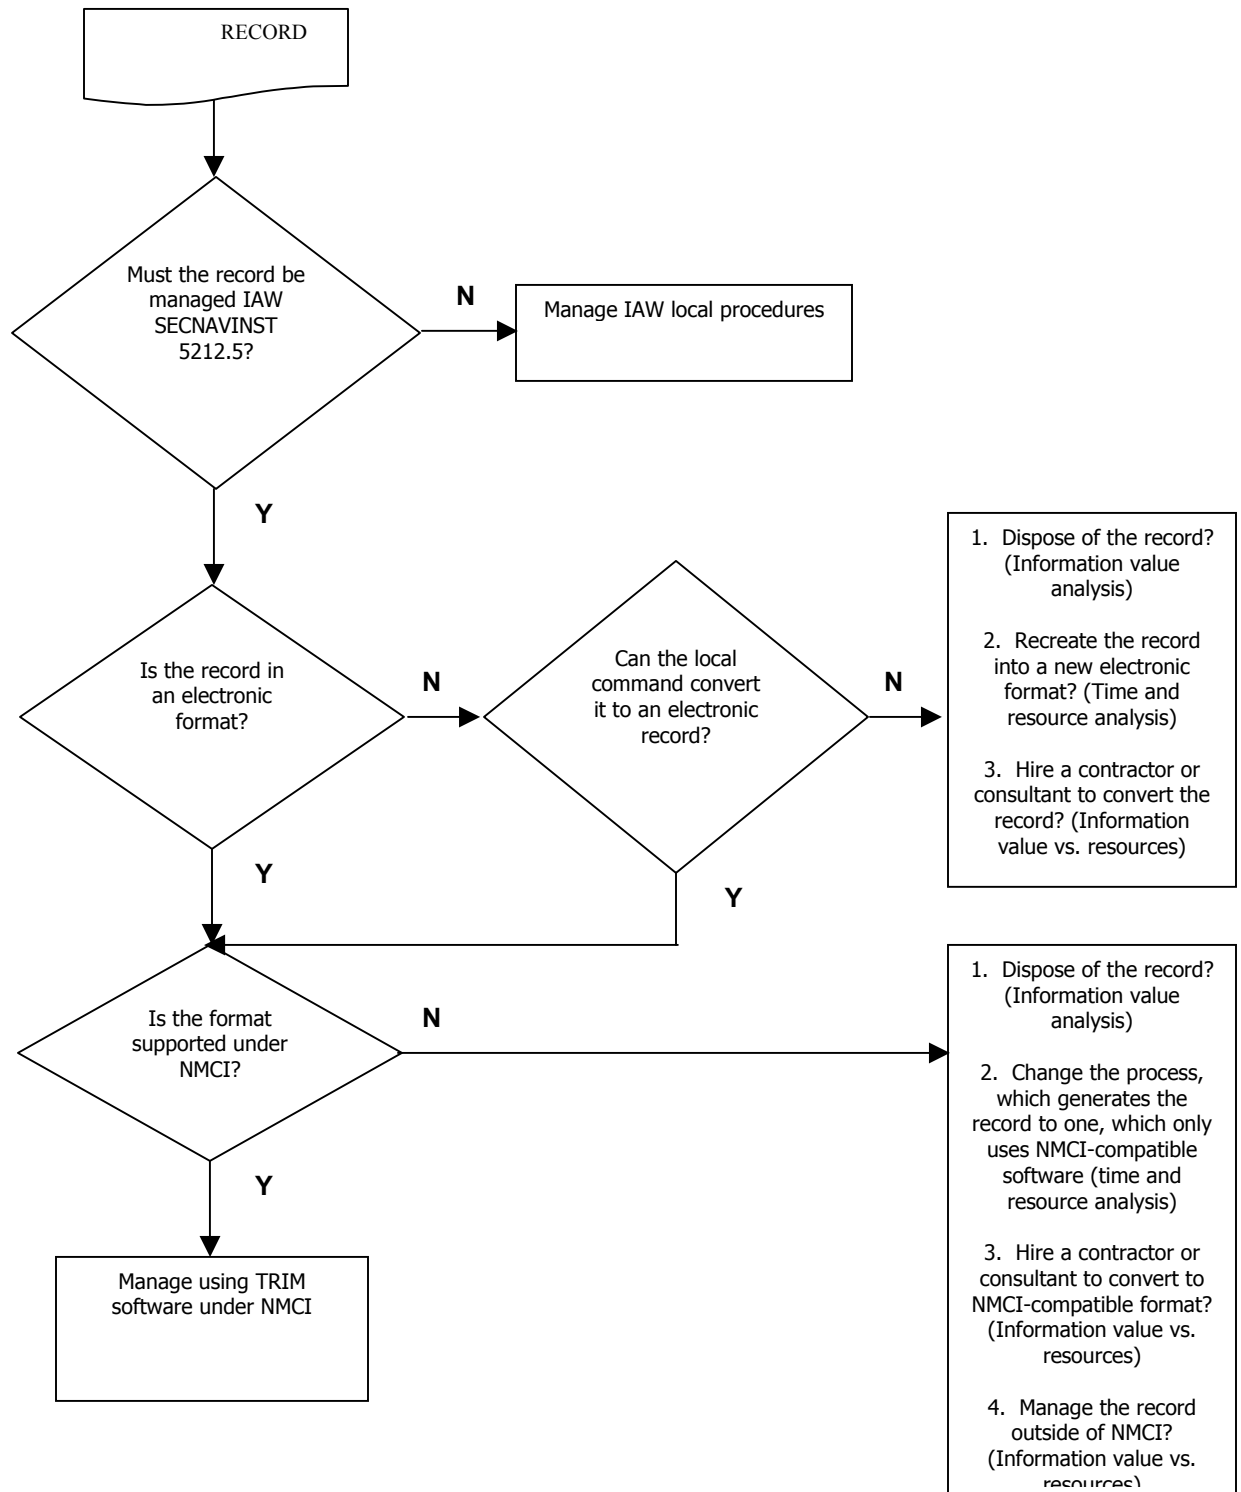 RECORD
Must the record be
managed IAW
SECNAVINST
5212.5?
N
Manage IAW local procedures
Y
Is the record in
an electronic
format?
N
Can the local
command convert
it to an electronic
record?
N
1. Dispose of the record?
(Information value
analysis)
2. Recreate the record
into a new electronic
format? (Time and
resource analysis)
3. Hire a contractor or
consultant to convert the
record? (Information
value vs. resources)
Y
Y
Is the format
supported under
NMCI?
N
1. Dispose of the record?
(Information value
analysis)
2. Change the process,
which generates the
record to one, which only
uses NMCI-compatible
software (time and
resource analysis)
3. Hire a contractor or
consultant to convert to
NMCI-compatible format?
(Information value vs.
resources)
4. Manage the record
outside of NMCI?
(Information value vs.
resources)
Y
Manage using TRIM
software under NMCI